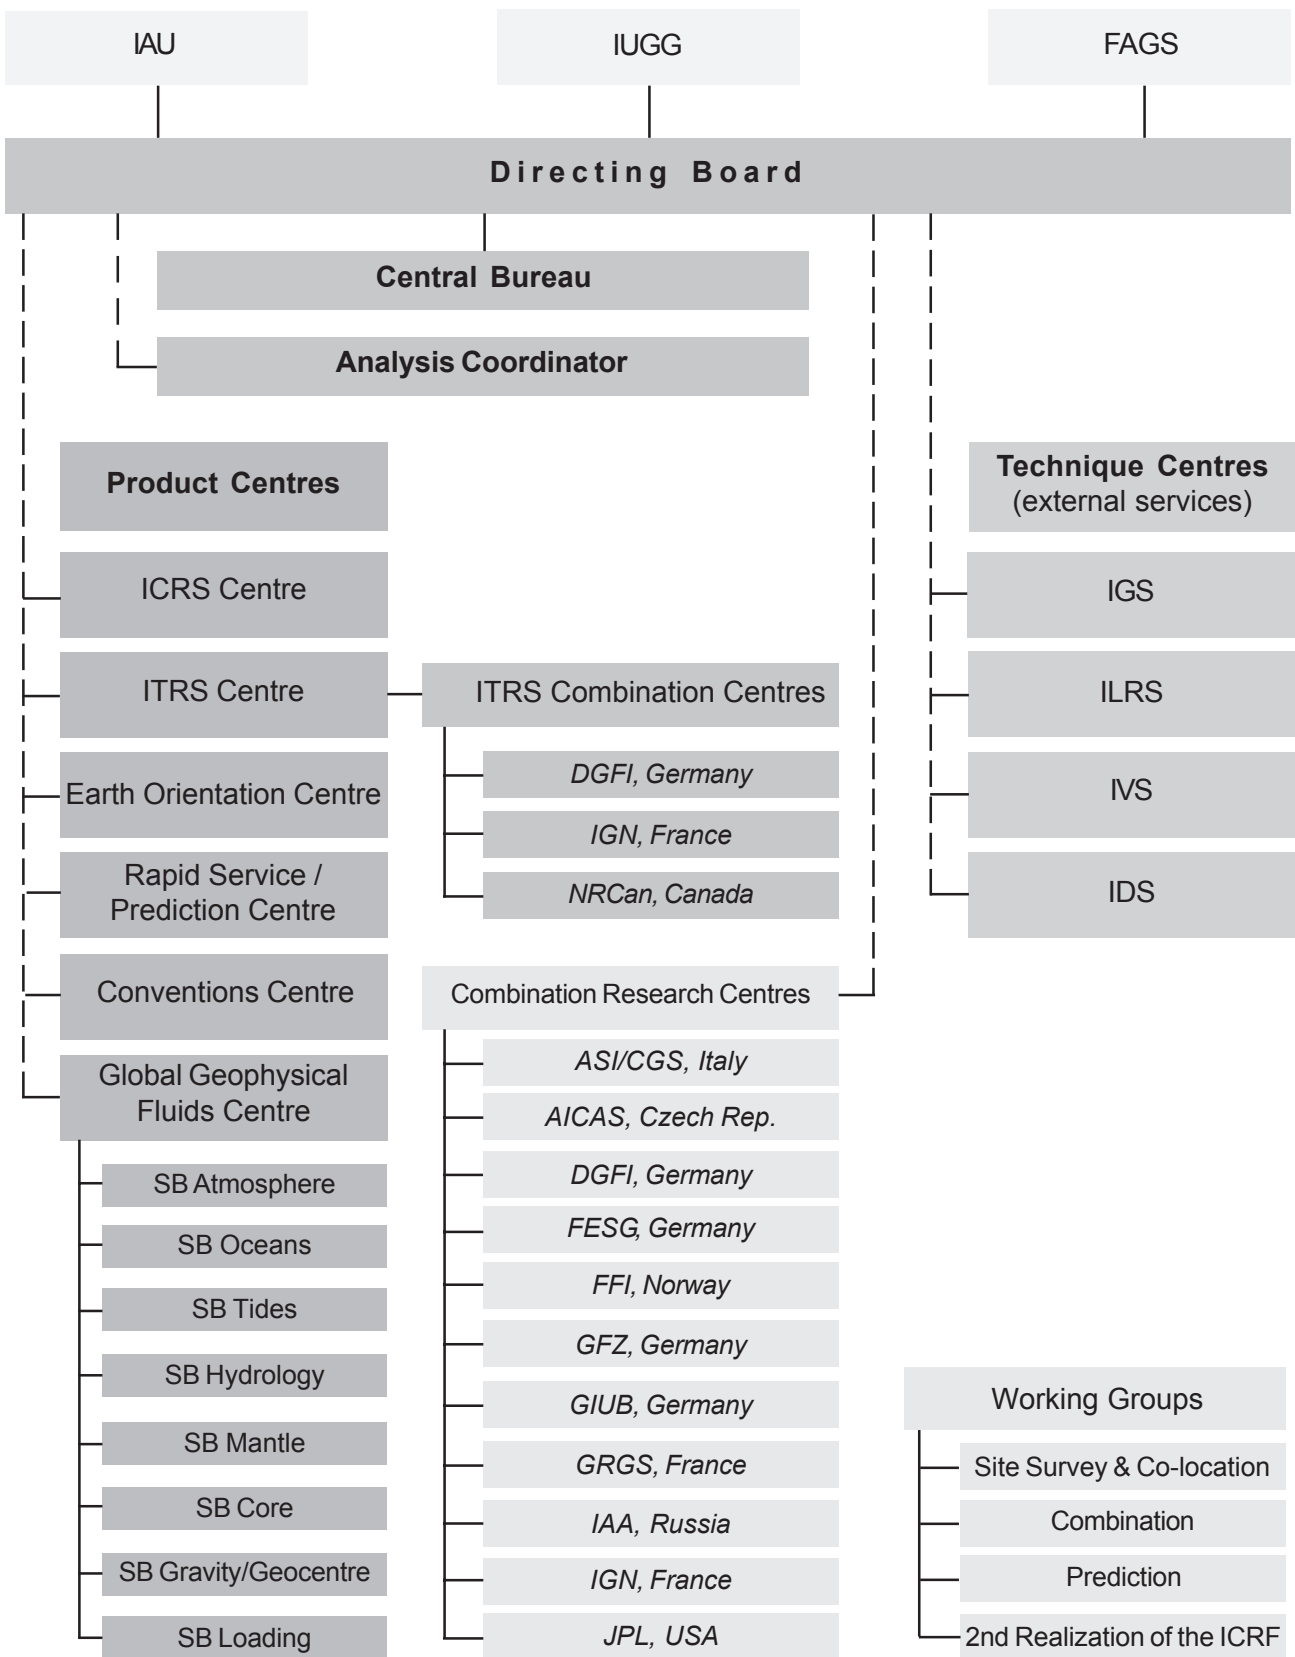 IAU
IUGG
FAGS
Directing Board
Central Bureau
Analysis Coordinator
Product Centres
ICRS Centre
ITRS Centre
Earth Orientation Centre
Rapid Service /
Prediction Centre
Conventions Centre
Global Geophysical
Fluids Centre
SB Atmosphere
SB Oceans
SB Tides
SB Hydrology
SB Mantle
SB Core
SB Gravity/Geocentre
SB Loading
ITRS Combination Centres
DGFI, Germany
IGN, France
NRCan, Canada
Combination Research Centres
ASI/CGS, Italy
AICAS, Czech Rep.
DGFI, Germany
FESG, Germany
FFI, Norway
GFZ, Germany
GIUB, Germany
GRGS, France
IAA, Russia
IGN, France
JPL, USA
Technique Centres
(external services)
IGS
ILRS
IVS
IDS
Working Groups
Site Survey & Co-location
Combination
Prediction
2nd Realization of the ICRF